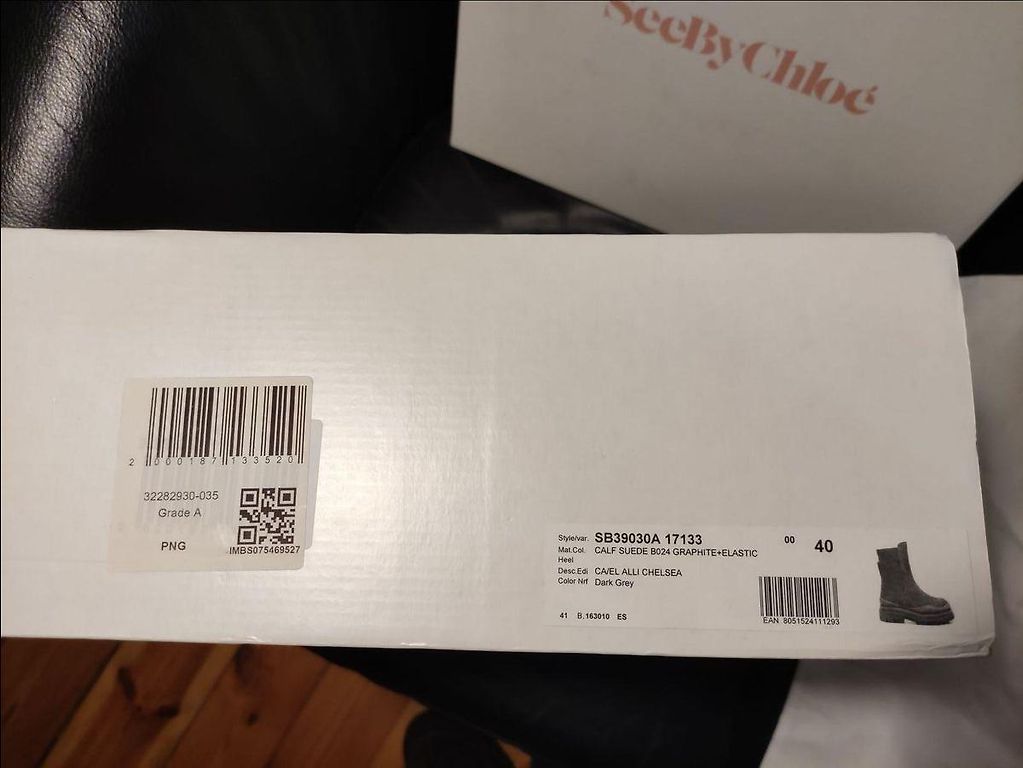 SeeByChloé
2 000187 133520
32282930-035
Grade A
PNG
IMBS075469527
Style/var. SB39030A 17133 00 40
Mat.Col. CALF SUEDE B024 GRAPHITE+ELASTIC
Heel
Desc.Edi CA/EL ALLI CHELSEA
Color Nrf Dark Grey
41 B.163010 ES
EAN 8051524111293